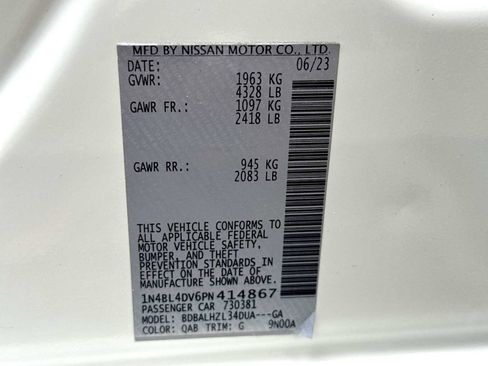 MFD BY NISSAN MOTOR CO., LTD.
DATE: 06/23
GVWR: 1963 KG
4328 LB
GAWR FR.: 1097 KG
2418 LB
GAWR RR.: 945 KG
2083 LB
THIS VEHICLE CONFORMS TO
ALL APPLICABLE FEDERAL
MOTOR VEHICLE SAFETY,
BUMPER, AND THEFT
PREVENTION STANDARDS IN
EFFECT ON THE DATE OF
MANUFACTURE SHOWN ABOVE.
1N4BL4DV6PN414867
PASSENGER CAR 730381
MODEL: BDBALHZL34DUA---GA
COLOR: QAB TRIM: G 9N00A